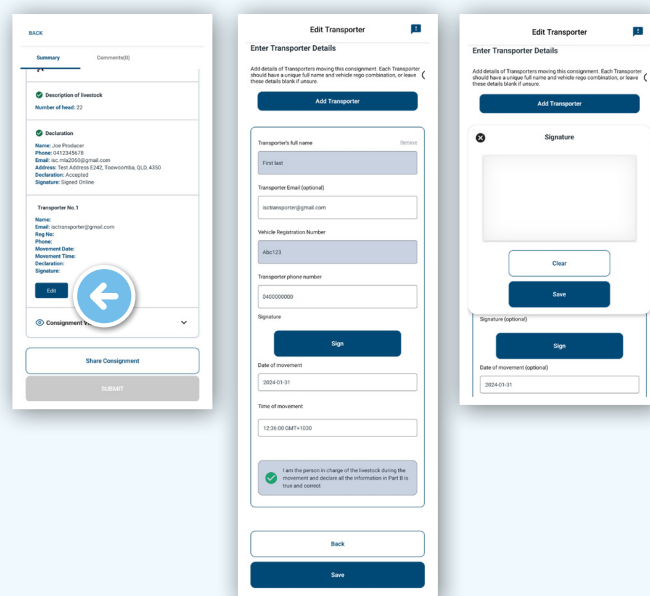 BACK
Summary
Comments(0)
Description of livestock
Number of head: 22
Declaration
Name: Joe Producer
Phone: 0412345678
Email: isc.mla2050@gmail.com
Address: Test Address E242, Toowoomba, QLD, 4350
Declaration: Accepted
Signature: Signed Online
Transporter No.1
Name:
Email: isctransporter@gmail.com
Reg No:
Phone:
Movement Date:
Movement Time:
Declaration:
Signature:
Edit
Consignment
Share Consignment
SUBMIT
Edit Transporter
Enter Transporter Details
Add details of Transporters moving this consignment. Each Transporter
should have a unique full name and vehicle rego combination, or leave
these details blank if unsure.
Add Transporter
Transporter's full name
Remove
First last
Transporter Email (optional)
isctransporter@gmail.com
Vehicle Registration Number
Abc123
Transporter phone number
0400000000
Signature
Sign
Date of movement
2024-01-31
Time of movement
12:36:00 GMT+1030
I am the person in charge of the livestock during the
movement and declare all the information in Part B is
true and correct
Back
Save
Edit Transporter
Enter Transporter Details
Add details of Transporters moving this consignment. Each Transporter
should have a unique full name and vehicle rego combination, or leave
these details blank if unsure.
Add Transporter
Signature
Clear
Save
Signature (optional)
Sign
Date of movement (optional)
2024-01-31